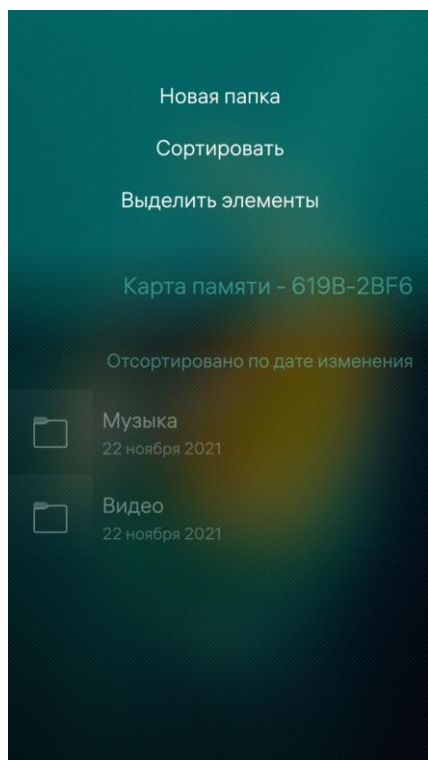 Новая папка
Сортировать
Выделить элементы
Карта памяти - 619B-2BF6
Отсортировано по дате изменения
Музыка
22 ноября 2021
Видео
22 ноября 2021